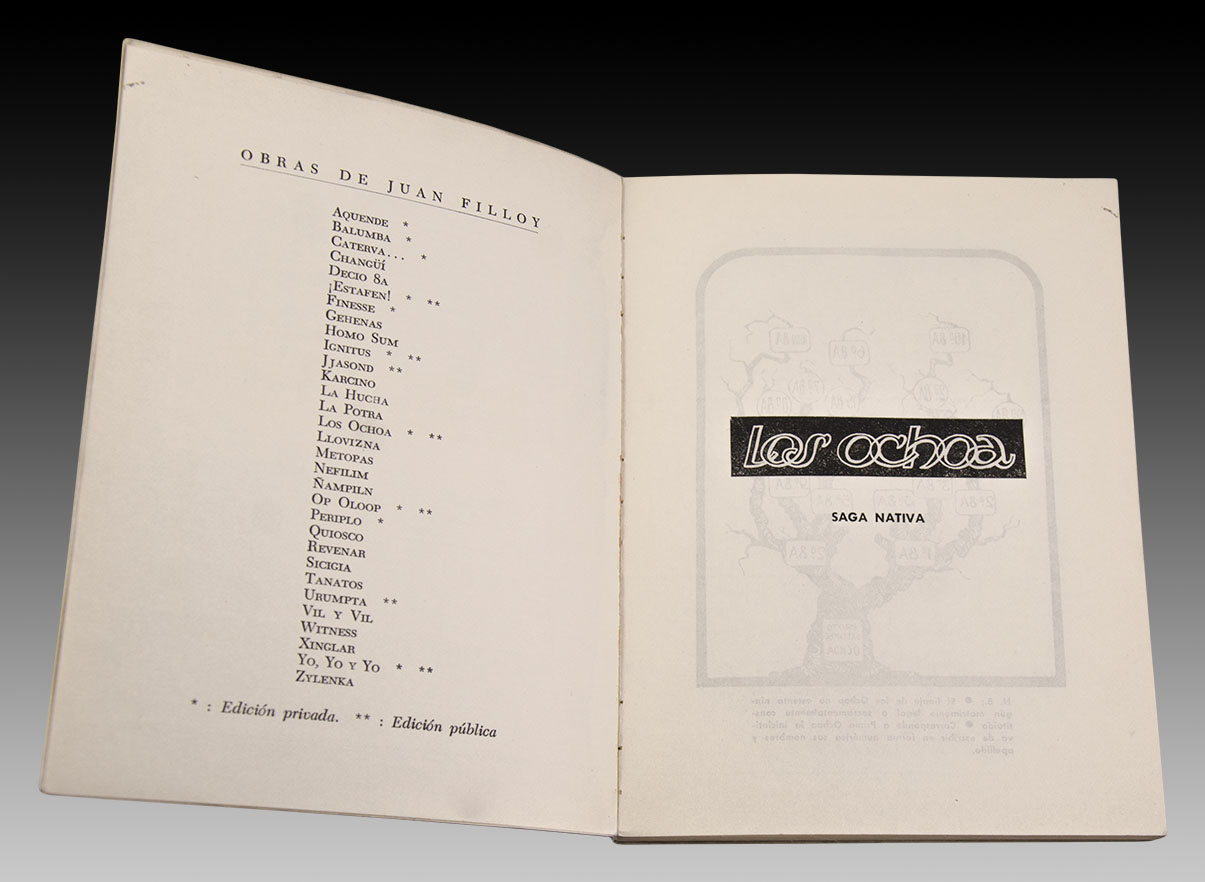 OBRAS DE JUAN FILLOY
AQUENDE *
BALUMBA *
CATERVA... *
CHANGÜÍ
DECIO 8A
¡ESTAFEN! * **
FINESSE *
GEHENAS
HOMO SUM
IGNITUS * **
JJASOND **
KARCINO
LA HUCHA
LA POTRA
LOS OCHOA * **
LLOVIZNA
METOPAS
NEFILIM
ÑAMPILN
OP OLOOP * **
PERIPLO *
QUIOSCO
REVENAR
SICIGIA
TANATOS
URUMPTA **
VIL Y VIL
WITNESS
XINGLAR
YO, YO Y YO * **
ZYLENKA
* : Edición privada. ** : Edición pública
los ochoa
SAGA NATIVA